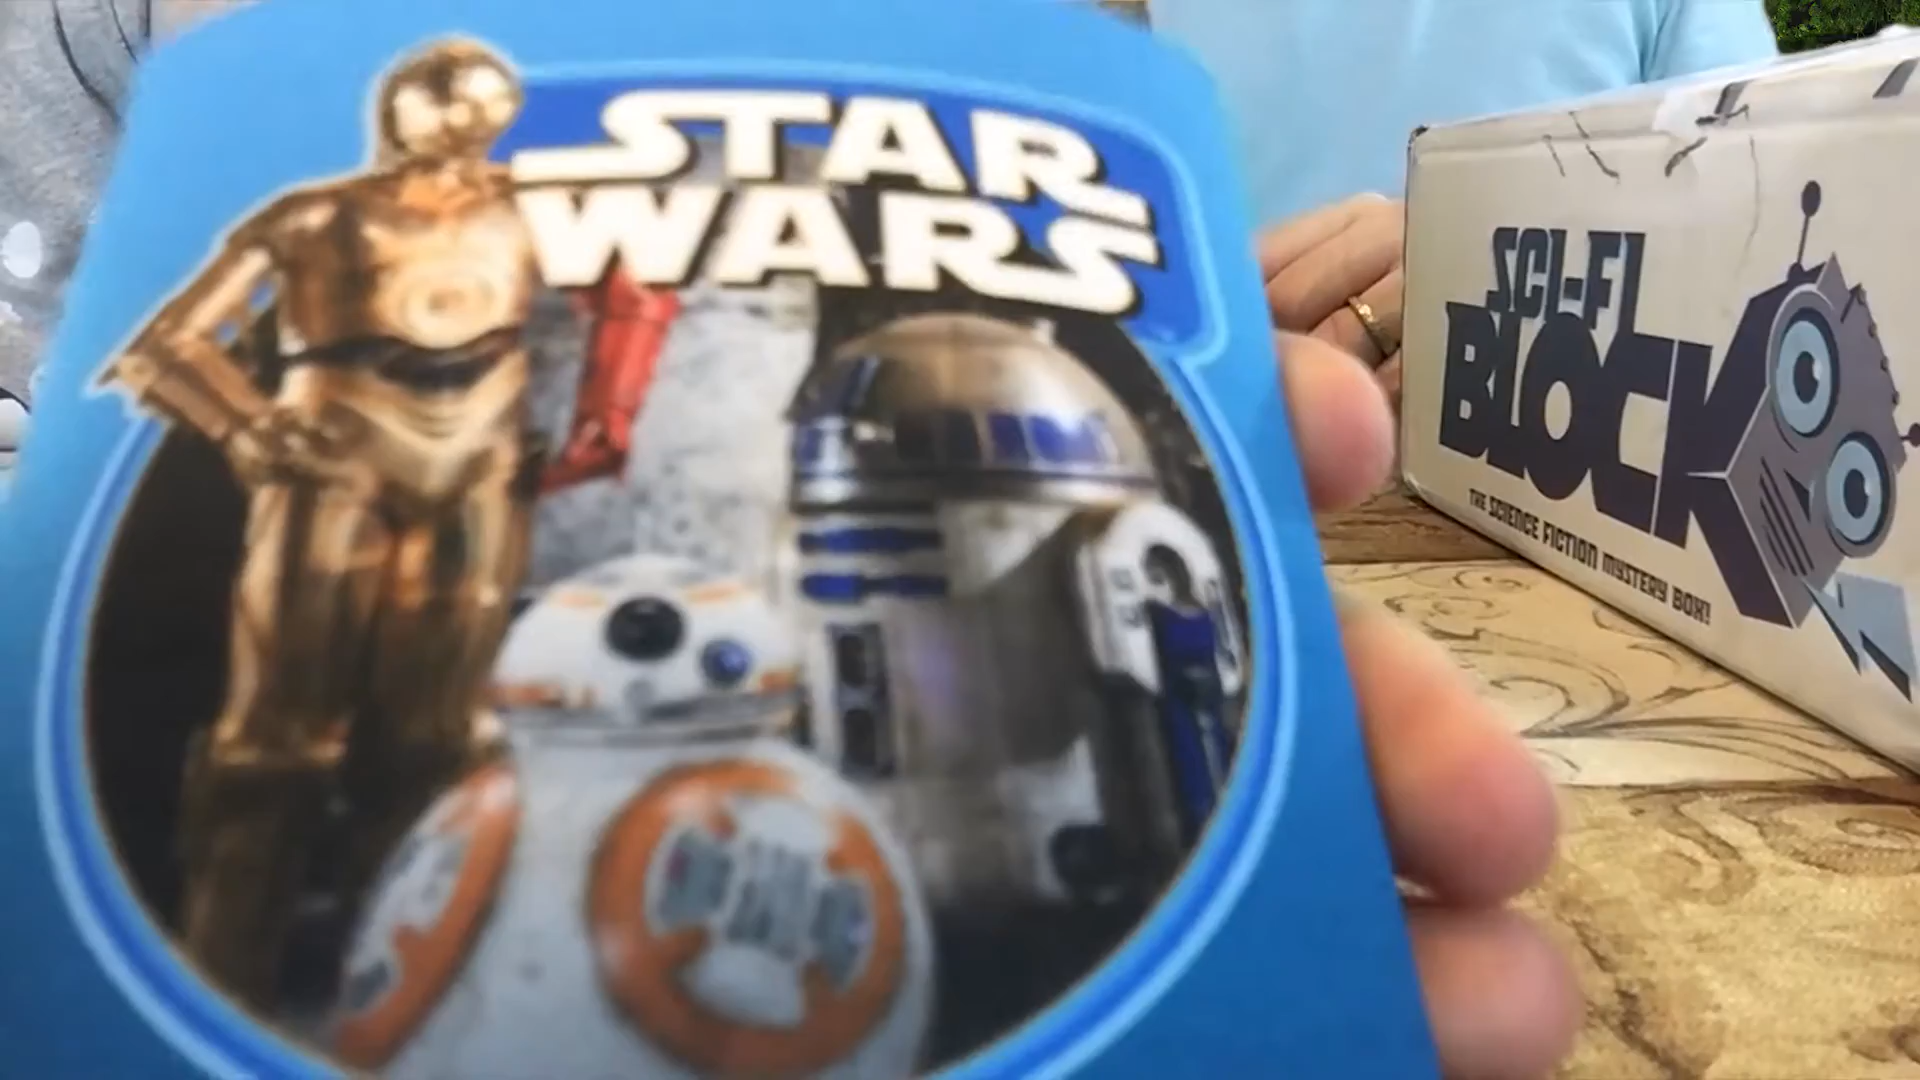 STAR
WARS
SCI-FI
BLOCK
THE SCIENCE FICTION MYSTERY BOX!